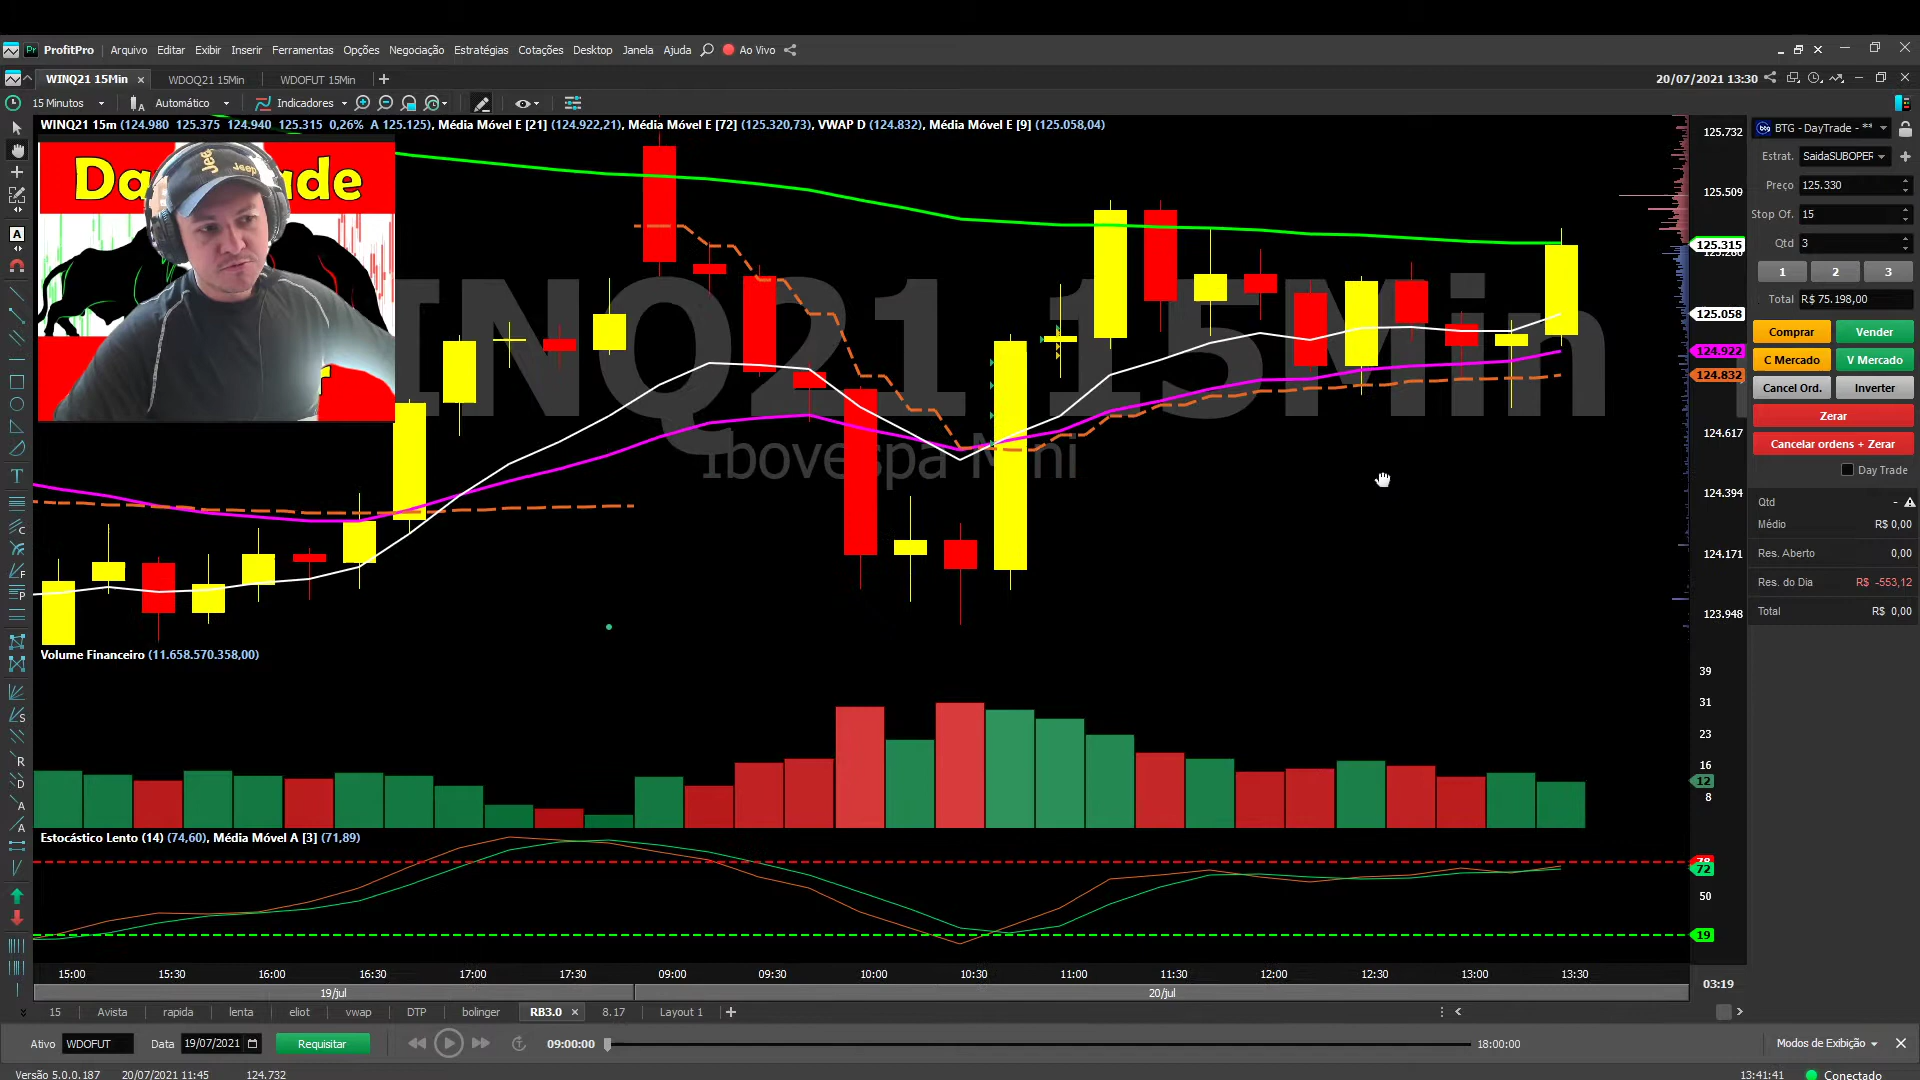 ProfitPro Arquivo Editar Exibir Inserir Ferramentas Opções Negociação Estratégias Cotações Desktop Janela Ajuda Ao Vivo
WINQ21 15Min WDOQ21 15Min WDOFUT 15Min
20/07/2021 13:30
15 Minutos Automático Indicadores
WINQ21 15m (124.980 125.375 124.940 125.315 0,26% A 125.125), Média Móvel E [21] (124.922,21), Média Móvel E [72] (125.320,73), VWAP D (124.832), Média Móvel E [9] (125.058,04)
Jeep
WINQ21 15Min
Ibovespa Mini
125.732
125.509
125.315
125.058
124.922
124.832
124.617
124.394
124.171
123.948
BTG - DayTrade - **
Estrat. SaidaSUBOPER
Preço 125.330
Stop Of. 15
Qtd 3
1 2 3
Total R$ 75.198,00
Comprar Vender
C Mercado V Mercado
Cancel Ord. Inverter
Zerar
Cancelar ordens + Zerar
Day Trade
Qtd -
Médio R$ 0,00
Res. Aberto 0,00
Res. do Dia R$ -553,12
Total R$ 0,00
Volume Financeiro (11.658.570.358,00)
39
31
23
16
12
8
Estocástico Lento (14) (74,60), Média Móvel A [3] (71,89)
78
72
50
19
15:00 15:30 16:00 16:30 17:00 17:30 09:00 09:30 10:00 10:30 11:00 11:30 12:00 12:30 13:00 13:30
03:19
19/jul 20/jul
15 Avista rapida lenta eliot vwap DTP bolinger RB3.0 8.17 Layout 1
Ativo WDOFUT Data 19/07/2021 Requisitar 09:00:00 18:00:00 Modos de Exibição
Versão 5.0.0.187 20/07/2021 11:45 124.732 13:41:41 Conectado